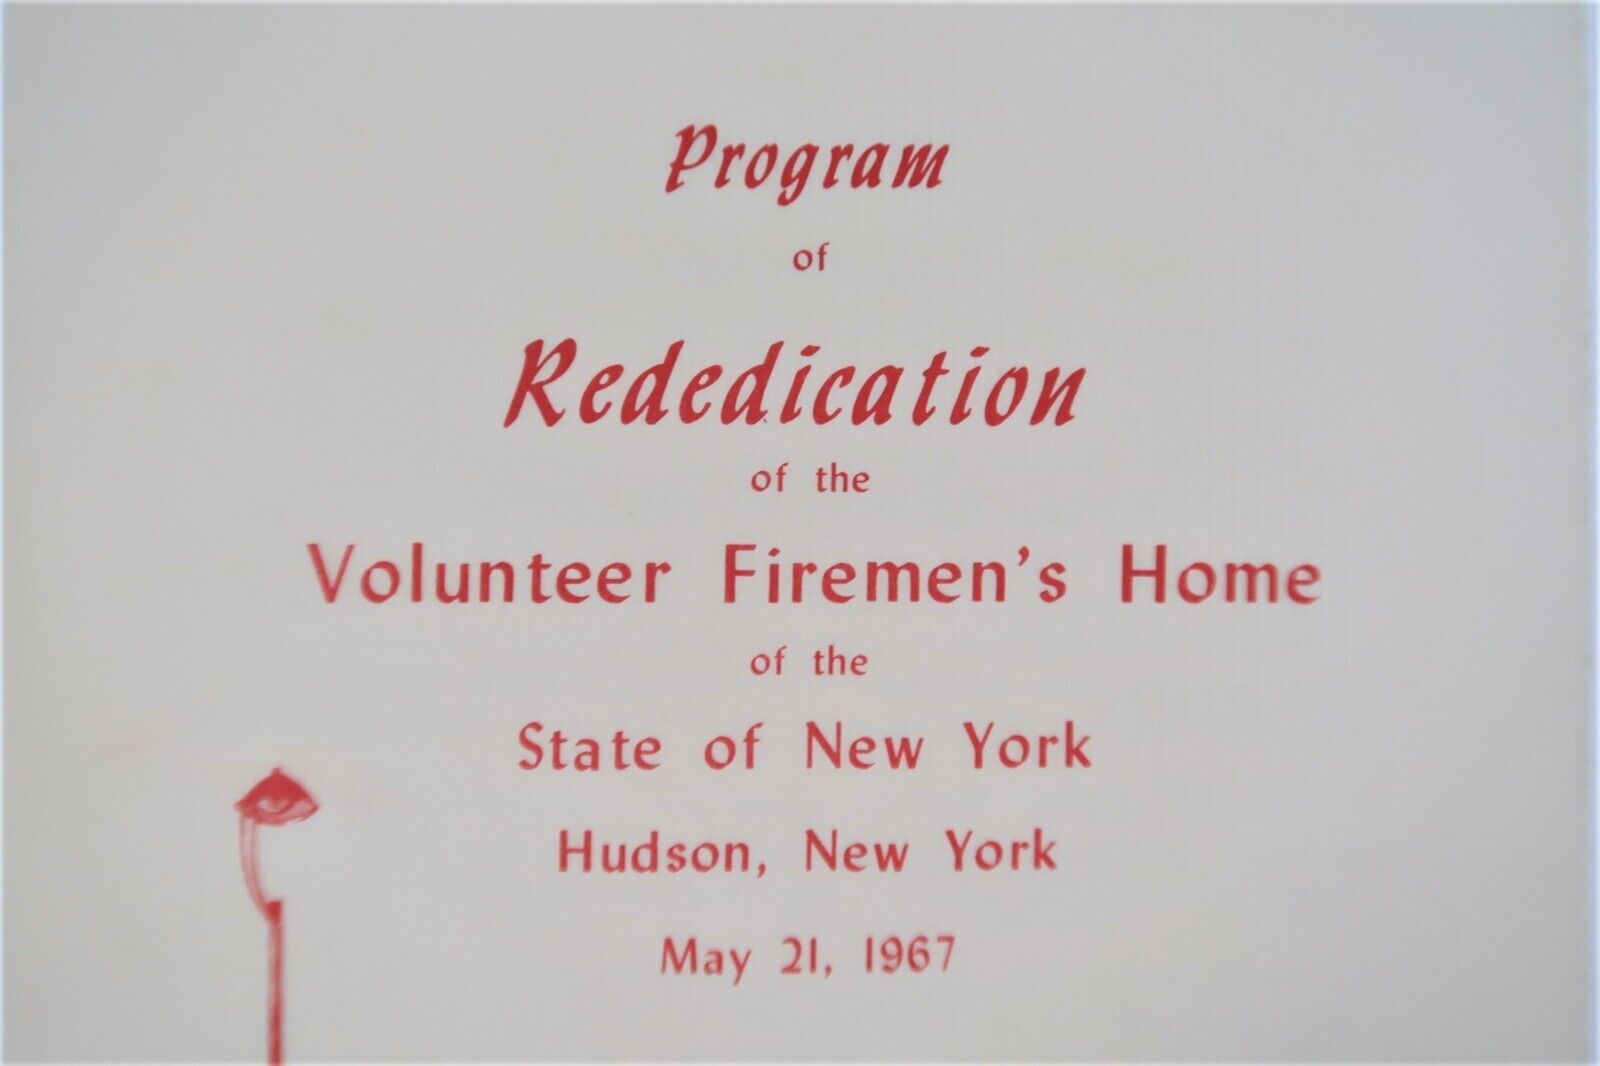 Program
of
Rededication
of the
Volunteer Firemen's Home
of the
State of New York
Hudson, New York
May 21, 1967